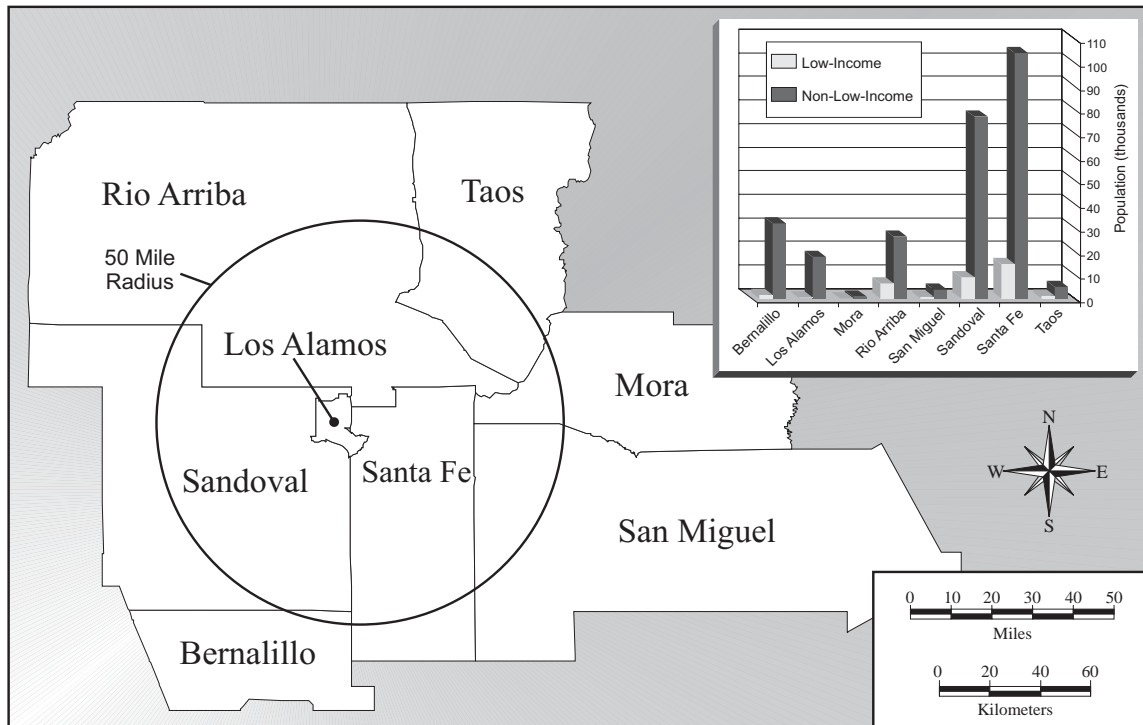 Rio Arriba
Taos
50 Mile
Radius
Los Alamos
Mora
Sandoval
Santa Fe
San Miguel
Bernalillo
Low-Income
Non-Low-Income
110
100
90
80
70
60
50
40
30
20
10
0
Population (thousands)
Bernalillo
Los Alamos
Mora
Rio Arriba
San Miguel
Sandoval
Santa Fe
Taos
N
W E
S
0 10 20 30 40 50
Miles
0 20 40 60
Kilometers